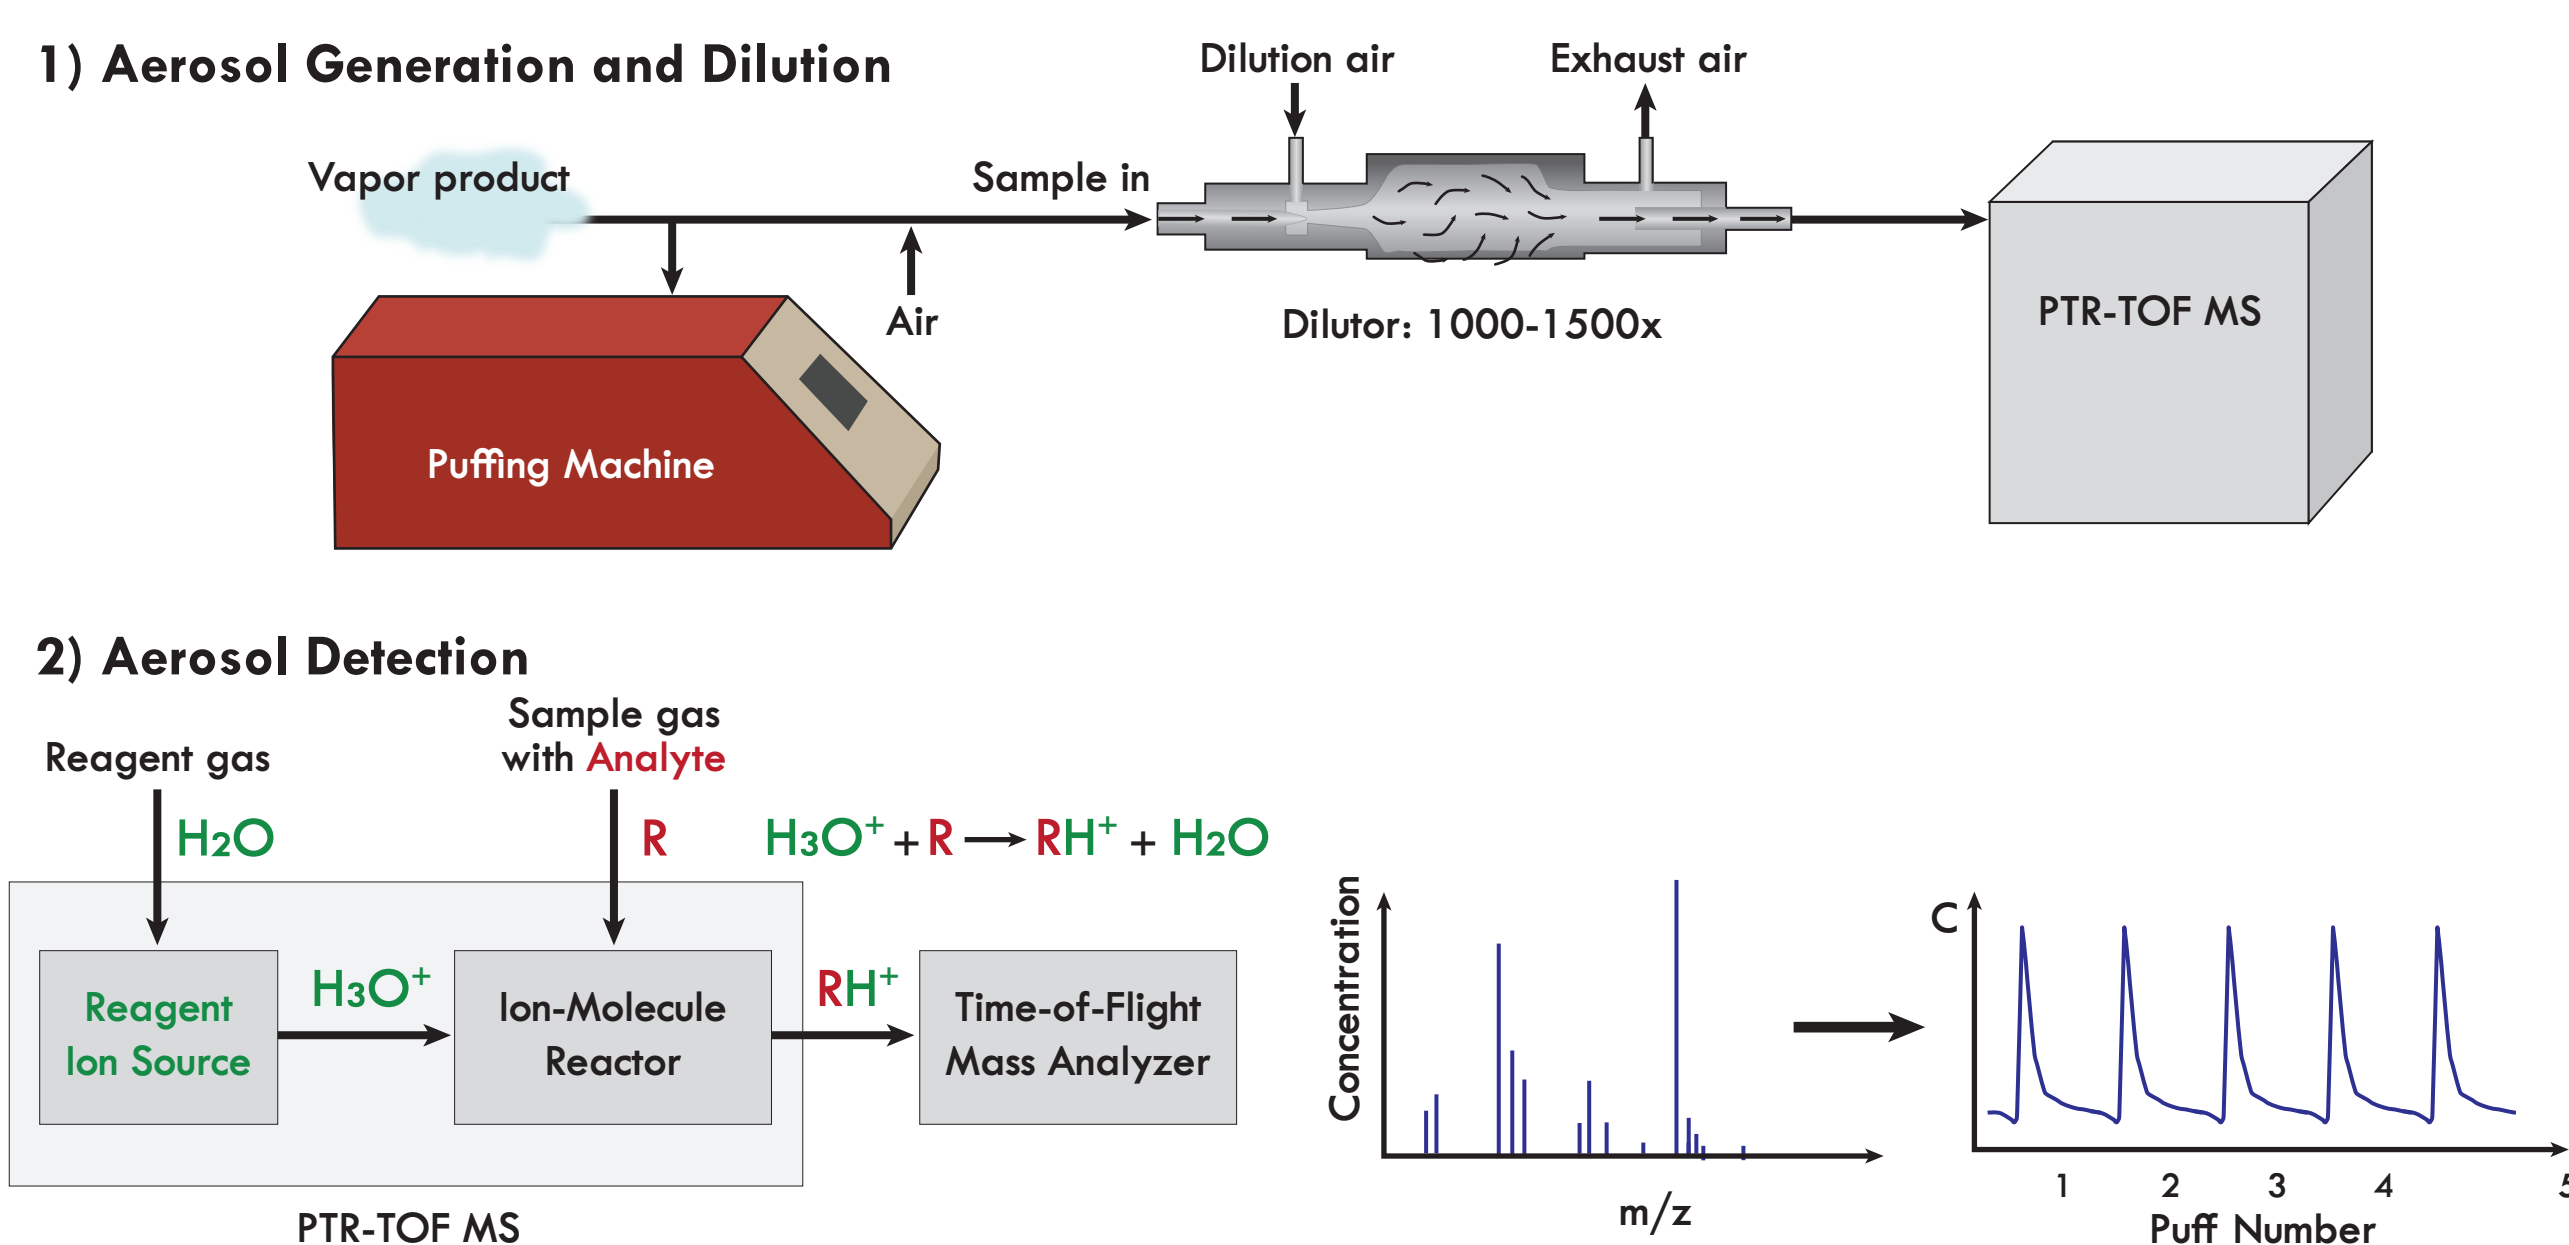 1) Aerosol Generation and Dilution
Dilution air
Exhaust air
Vapor product
Sample in
Air
Dilutor: 1000-1500x
PTR-TOF MS
Puffing Machine
2) Aerosol Detection
Reagent gas
Sample gas
with Analyte
H2O
R
H3O+ + R → RH+ + H2O
Reagent
Ion Source
H3O+
Ion-Molecule
Reactor
RH+
Time-of-Flight
Mass Analyzer
PTR-TOF MS
Concentration
m/z
C
1 2 3 4 5
Puff Number